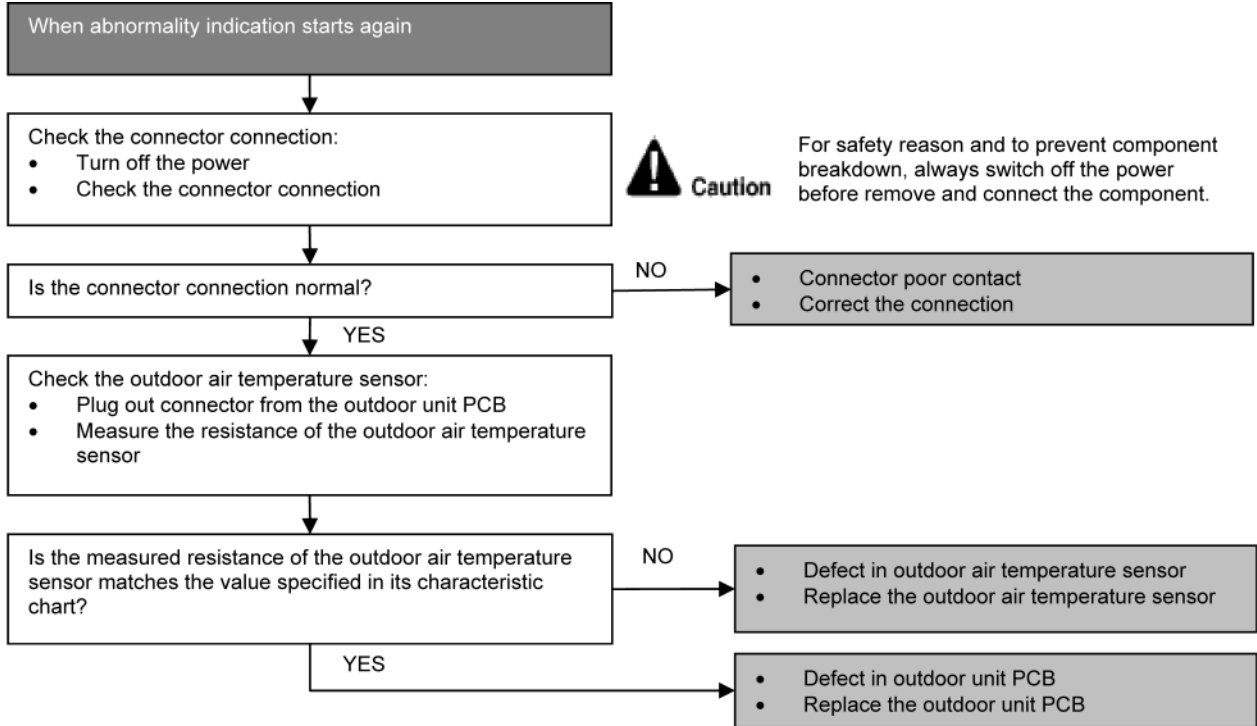 When abnormality indication starts again
Check the connector connection:
• Turn off the power
• Check the connector connection
Caution
For safety reason and to prevent component
breakdown, always switch off the power
before remove and connect the component.
Is the connector connection normal?
NO
• Connector poor contact
• Correct the connection
YES
Check the outdoor air temperature sensor:
• Plug out connector from the outdoor unit PCB
• Measure the resistance of the outdoor air temperature
sensor
Is the measured resistance of the outdoor air temperature
sensor matches the value specified in its characteristic
chart?
NO
• Defect in outdoor air temperature sensor
• Replace the outdoor air temperature sensor
YES
• Defect in outdoor unit PCB
• Replace the outdoor unit PCB